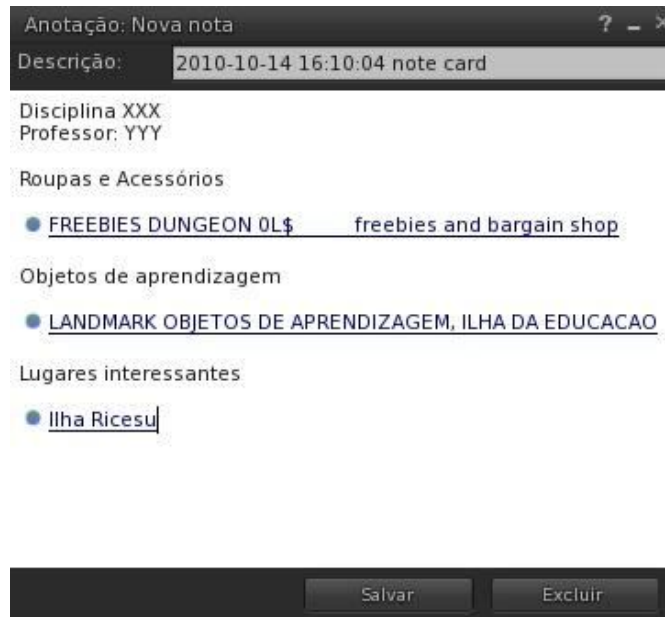 Anotação: Nova nota ? _ ×
Descrição: 2010-10-14 16:10:04 note card
Disciplina XXX
Professor: YYY
Roupas e Acessórios
FREEBIES DUNGEON 0L$ freebies and bargain shop
Objetos de aprendizagem
LANDMARK OBJETOS DE APRENDIZAGEM, ILHA DA EDUCACAO
Lugares interessantes
Ilha Ricesu
Salvar Excluir